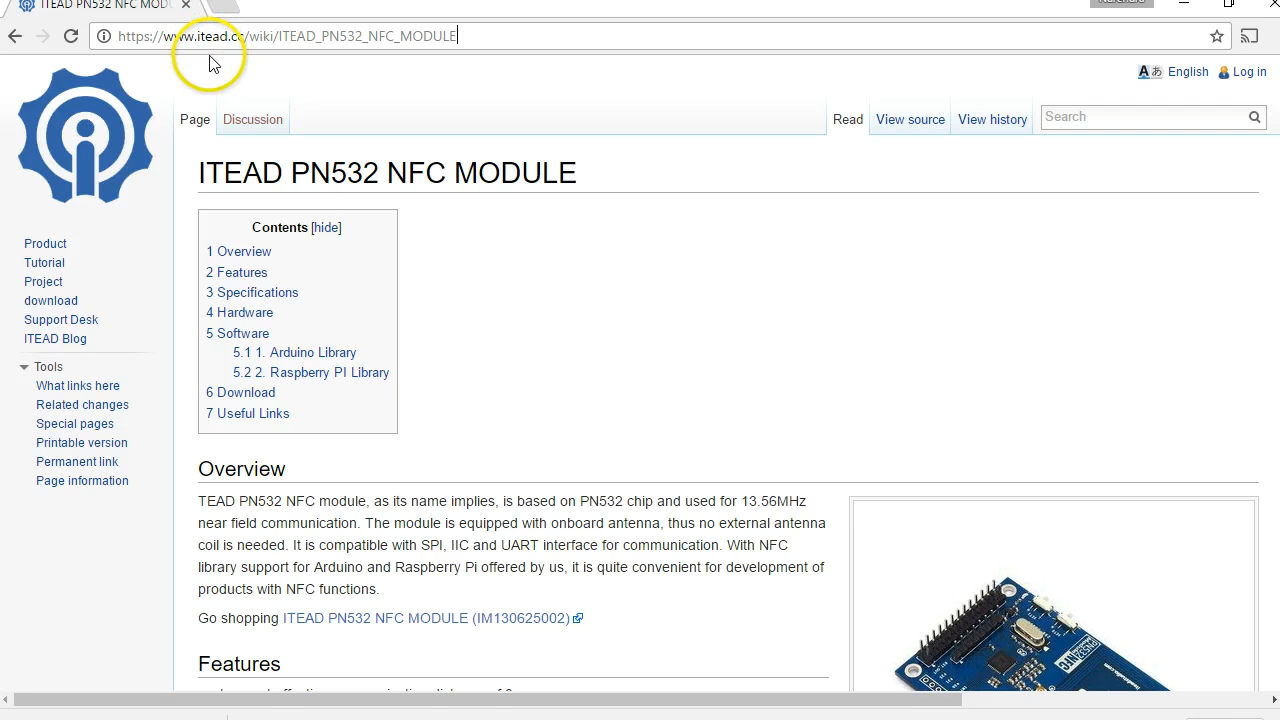 ITEAD PN532 NFC MODU
https://www.itead.cc/wiki/ITEAD_PN532_NFC_MODULE
English Log in
Page Discussion Read View source View history Search
ITEAD PN532 NFC MODULE
Contents [hide]
1 Overview
2 Features
3 Specifications
4 Hardware
5 Software
5.1 1. Arduino Library
5.2 2. Raspberry PI Library
6 Download
7 Useful Links
Product
Tutorial
Project
download
Support Desk
ITEAD Blog
Tools
What links here
Related changes
Special pages
Printable version
Permanent link
Page information
Overview
TEAD PN532 NFC module, as its name implies, is based on PN532 chip and used for 13.56MHz
near field communication. The module is equipped with onboard antenna, thus no external antenna
coil is needed. It is compatible with SPI, IIC and UART interface for communication. With NFC
library support for Arduino and Raspberry Pi offered by us, it is quite convenient for development of
products with NFC functions.
Go shopping ITEAD PN532 NFC MODULE (IM130625002)
Features